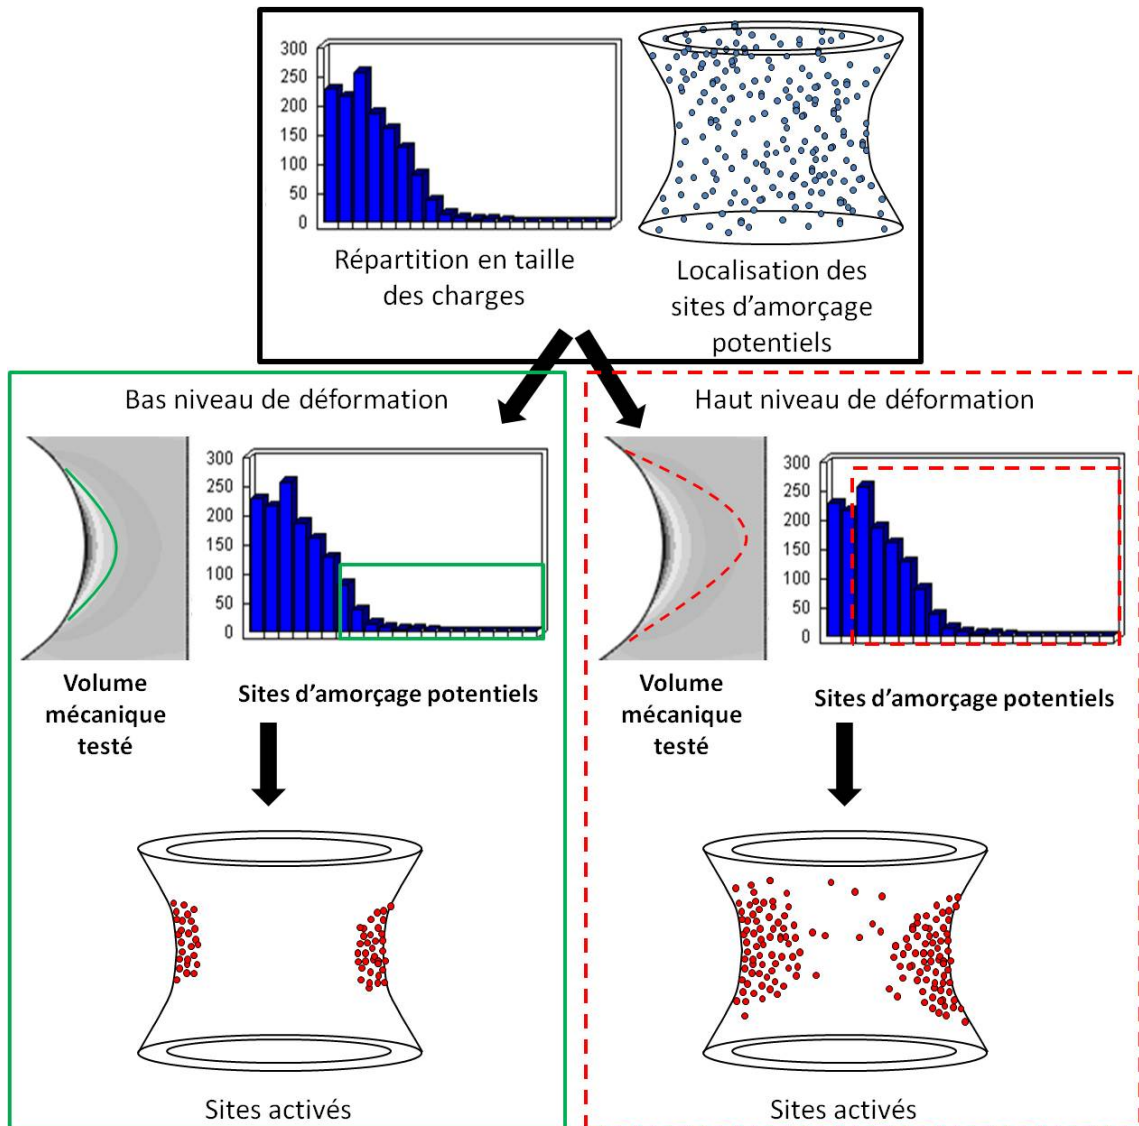 300
250
200
150
100
50
0
Répartition en taille
des charges
Localisation des
sites d'amorçage
potentiels
Bas niveau de déformation
300
250
200
150
100
50
0
Volume
mécanique
testé
Sites d'amorçage potentiels
Sites activés
Haut niveau de déformation
300
250
200
150
100
50
0
Volume
mécanique
testé
Sites d'amorçage potentiels
Sites activés